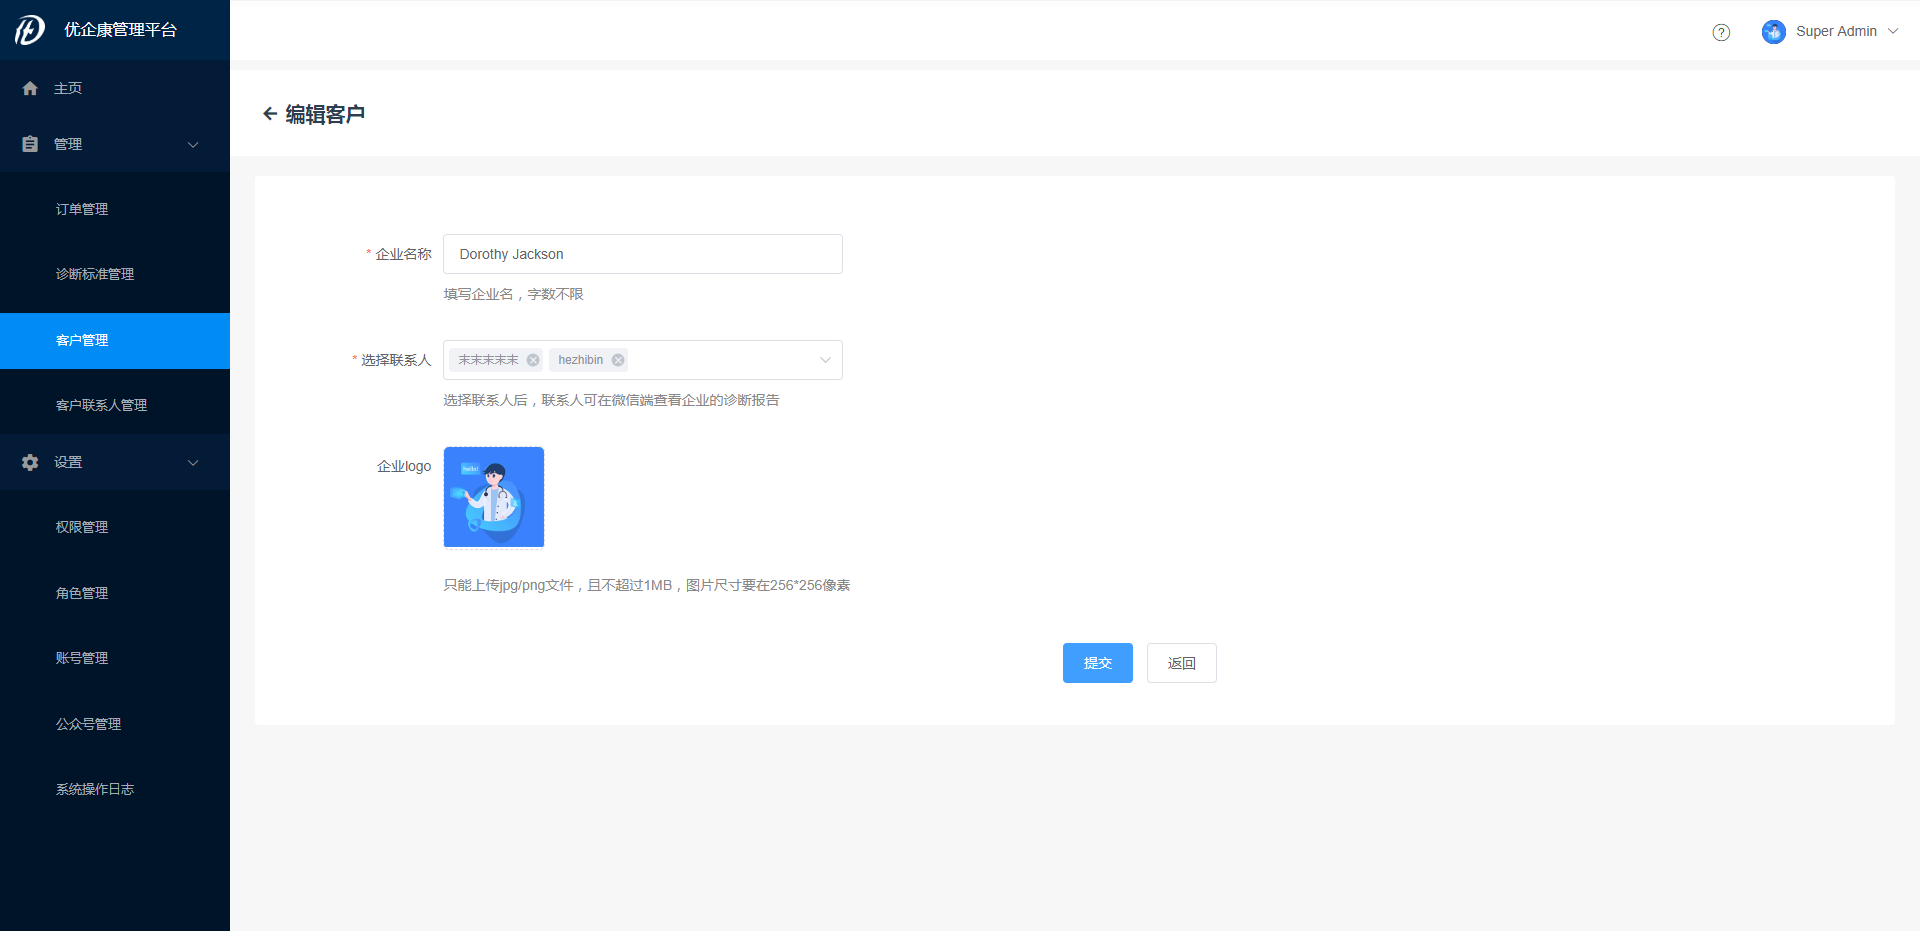 优企康管理平台
Super Admin
主页
管理
订单管理
诊断标准管理
客户管理
客户联系人管理
设置
权限管理
角色管理
账号管理
公众号管理
系统操作日志
编辑客户
* 企业名称
Dorothy Jackson
填写企业名，字数不限
* 选择联系人
末末末末末
hezhibin
选择联系人后，联系人可在微信端查看企业的诊断报告
企业logo
hello!
只能上传jpg/png文件，且不超过1MB，图片尺寸要在256*256像素
提交
返回